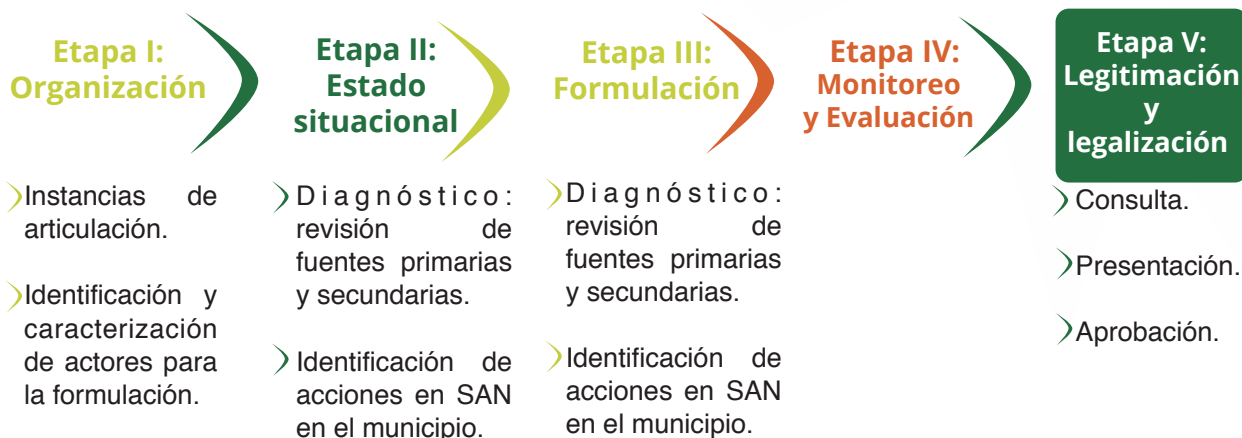 Etapa I:
Organización
Instancias de
articulación.
Identificación y
caracterización
de actores para
la formulación.
Etapa II:
Estado
situacional
Diagnóstico:
revisión de
fuentes primarias
y secundarias.
Identificación de
acciones en SAN
en el municipio.
Etapa III:
Formulación
Diagnóstico:
revisión de
fuentes primarias
y secundarias.
Identificación de
acciones en SAN
en el municipio.
Etapa IV:
Monitoreo
y Evaluación
Etapa V:
Legitimación
y
legalización
Consulta.
Presentación.
Aprobación.